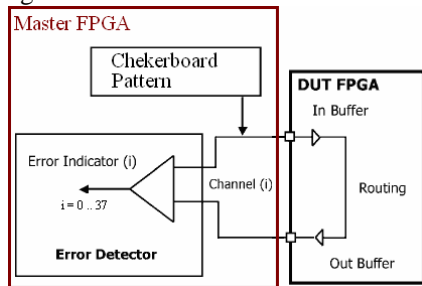 Master FPGA
Chekerboard
Pattern
DUT FPGA
In Buffer
Error Indicator (i)
Channel (i)
i = 0 .. 37
Routing
Error Detector
Out Buffer